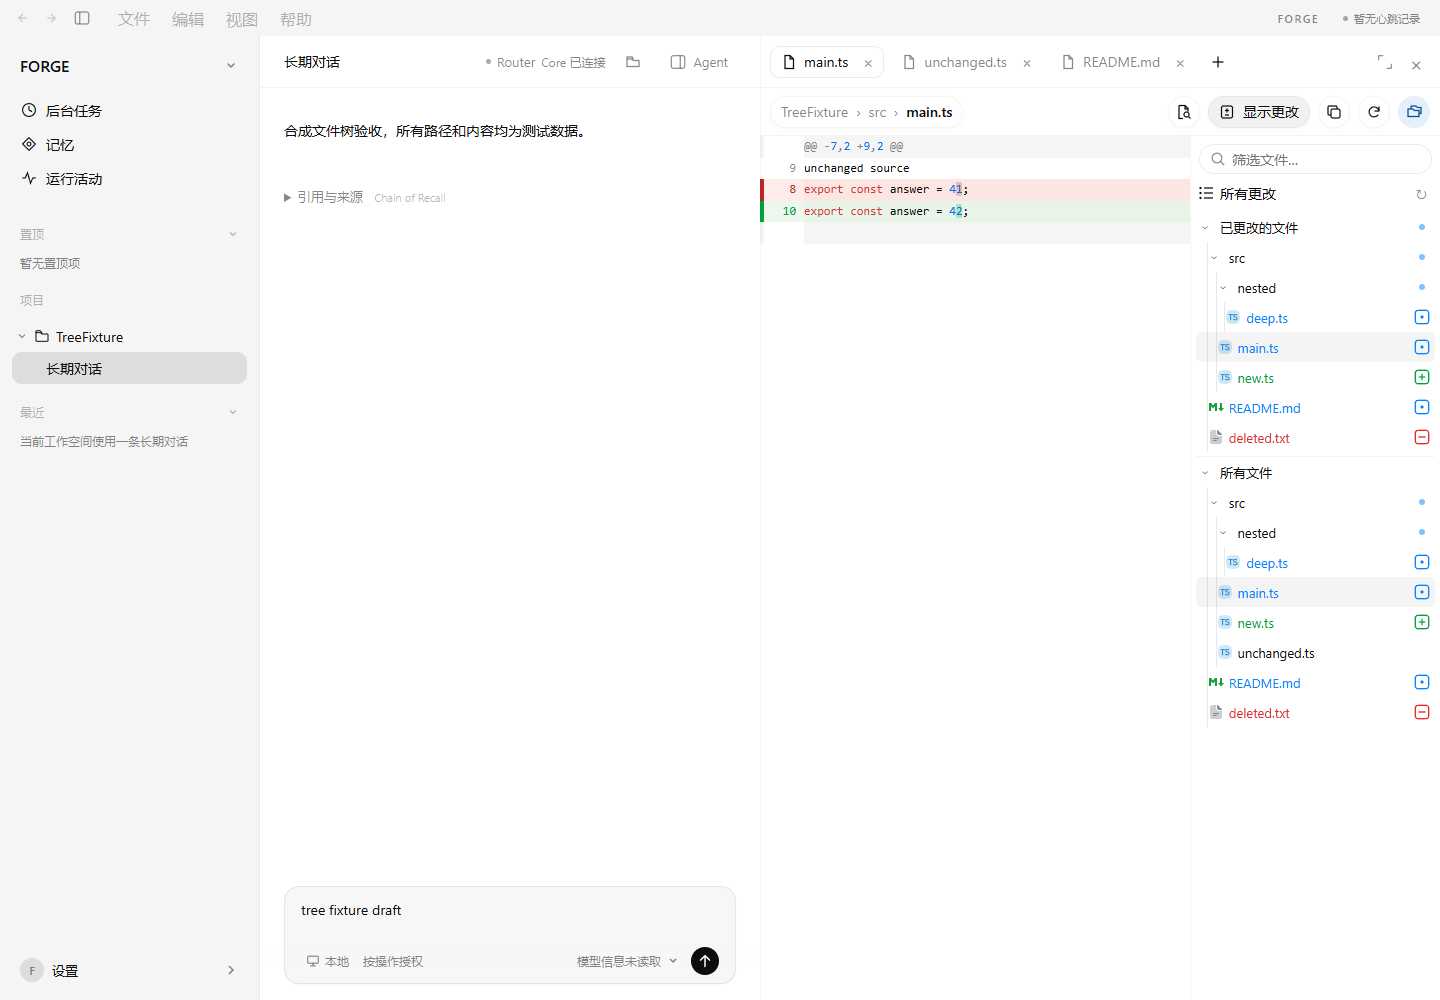 文件 编辑 视图 帮助
FORGE 暂无心跳记录
FORGE
后台任务
记忆
运行活动
置顶
暂无置顶项
项目
TreeFixture
长期对话
最近
当前工作空间使用一条长期对话
F 设置
长期对话 Router Core 已连接 Agent
合成文件树验收，所有路径和内容均为测试数据。
引用与来源 Chain of Recall
tree fixture draft
本地 按操作授权 模型信息未读取
main.ts × unchanged.ts × README.md × +
TreeFixture › src › main.ts 显示更改
@@ -7,2 +9,2 @@
9 unchanged source
8 export const answer = 41;
10 export const answer = 42;
筛选文件...
所有更改
已更改的文件
src
nested
TS deep.ts
TS main.ts
TS new.ts
M↓ README.md
deleted.txt
所有文件
src
nested
TS deep.ts
TS main.ts
TS new.ts
TS unchanged.ts
M↓ README.md
deleted.txt